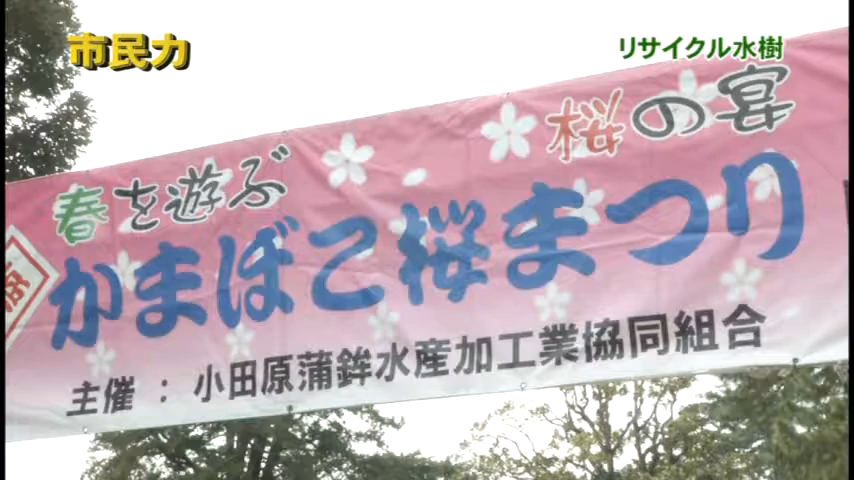 市民力
リサイクル水樹
春を遊ぶ
桜の宴
かまぼこ桜まつり
主催 : 小田原蒲鉾水産加工業協同組合